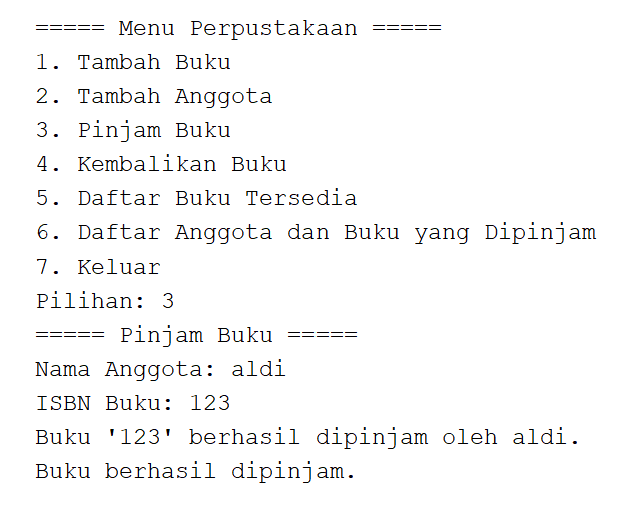 ===== Menu Perpustakaan =====
1. Tambah Buku
2. Tambah Anggota
3. Pinjam Buku
4. Kembalikan Buku
5. Daftar Buku Tersedia
6. Daftar Anggota dan Buku yang Dipinjam
7. Keluar
Pilihan: 3
===== Pinjam Buku =====
Nama Anggota: aldi
ISBN Buku: 123
Buku '123' berhasil dipinjam oleh aldi.
Buku berhasil dipinjam.